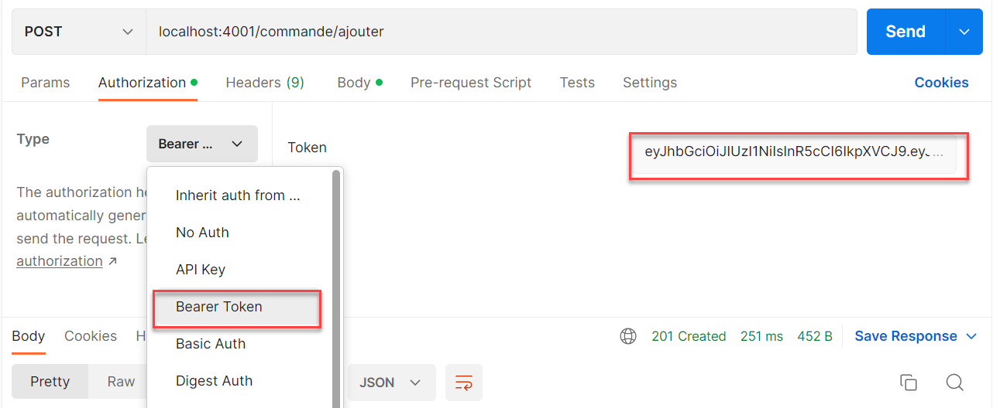 POST
localhost:4001/commande/ajouter
Send
Params
Authorization
Headers (9)
Body
Pre-request Script
Tests
Settings
Cookies
Type
Bearer ...
Token
eyJhbGciOiJIUzI1NiIsInR5cCI6IkpXVCJ9.eyJ ...
The authorization he
automatically gener
send the request. Le
authorization ↗
Inherit auth from ...
No Auth
API Key
Bearer Token
Basic Auth
Digest Auth
Body
Cookies
H
201 Created
251 ms
452 B
Save Response
Pretty
Raw
JSON